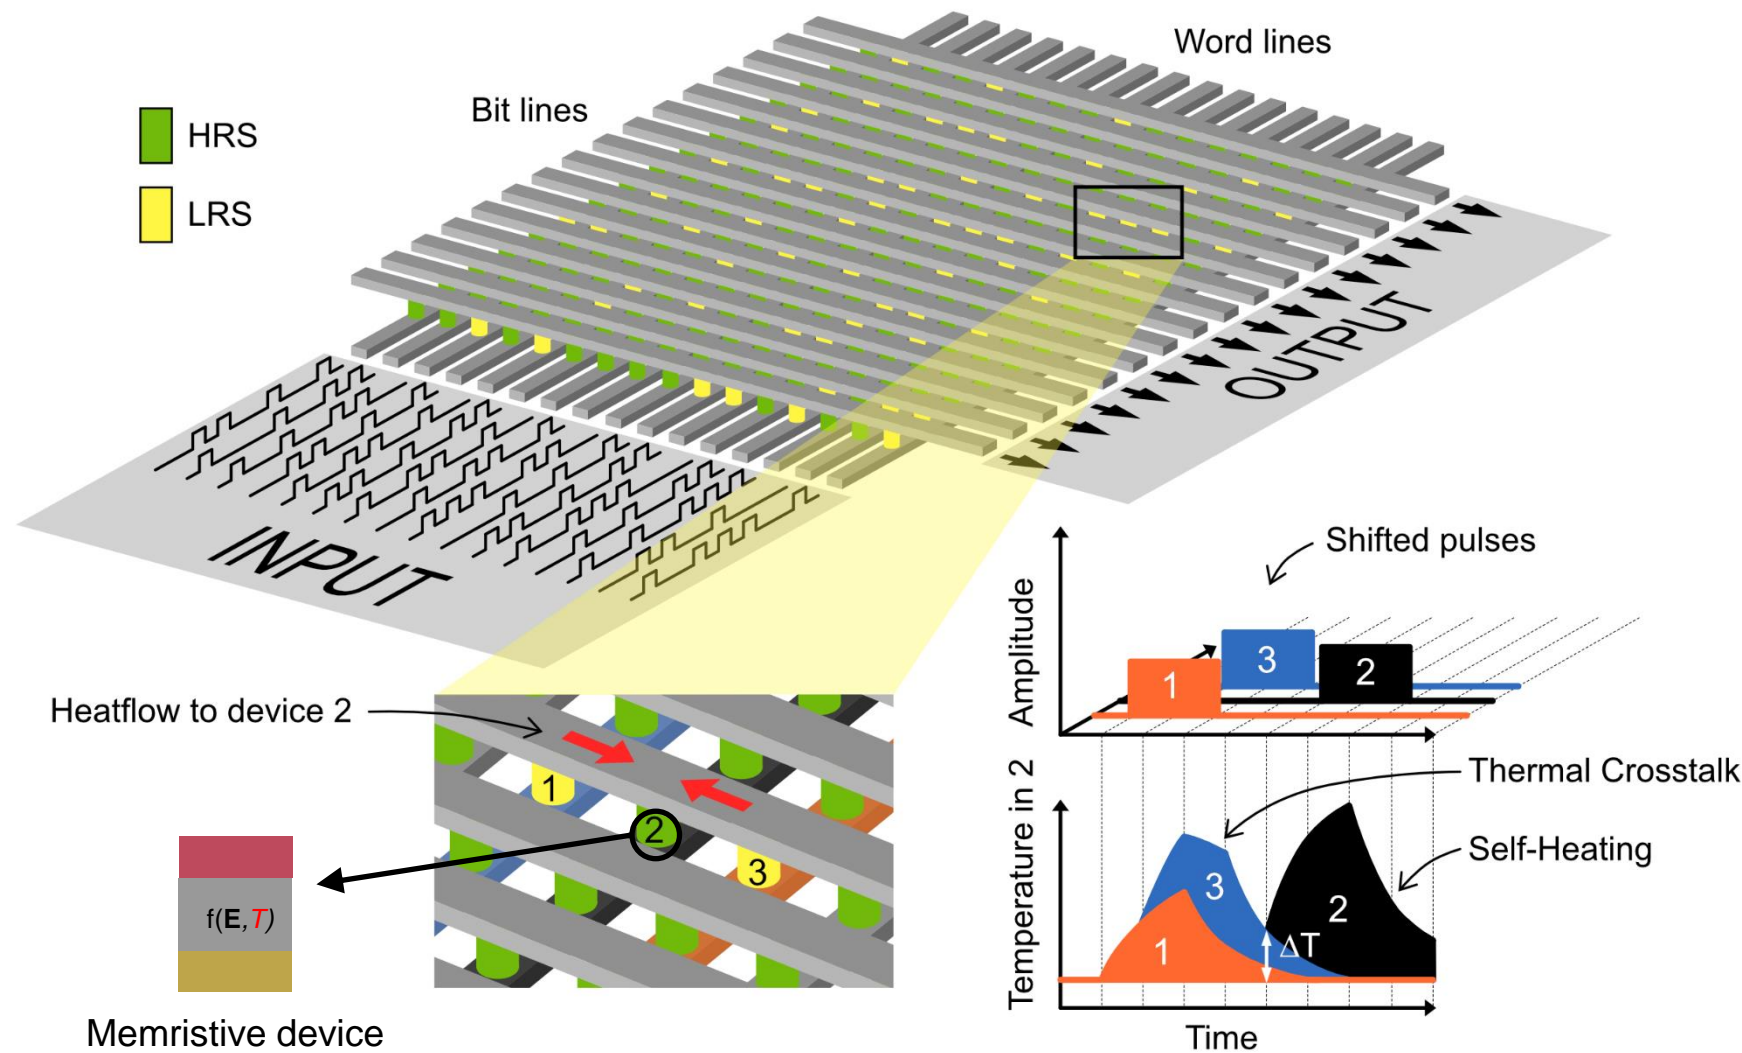 Word lines
Bit lines
HRS
LRS
OUTPUT
INPUT
Shifted pulses
Amplitude
3
2
1
Heatflow to device 2
1
2
3
Thermal Crosstalk
Self-Heating
Temperature in 2
3
2
1
ΔT
Time
f(E,T)
Memristive device